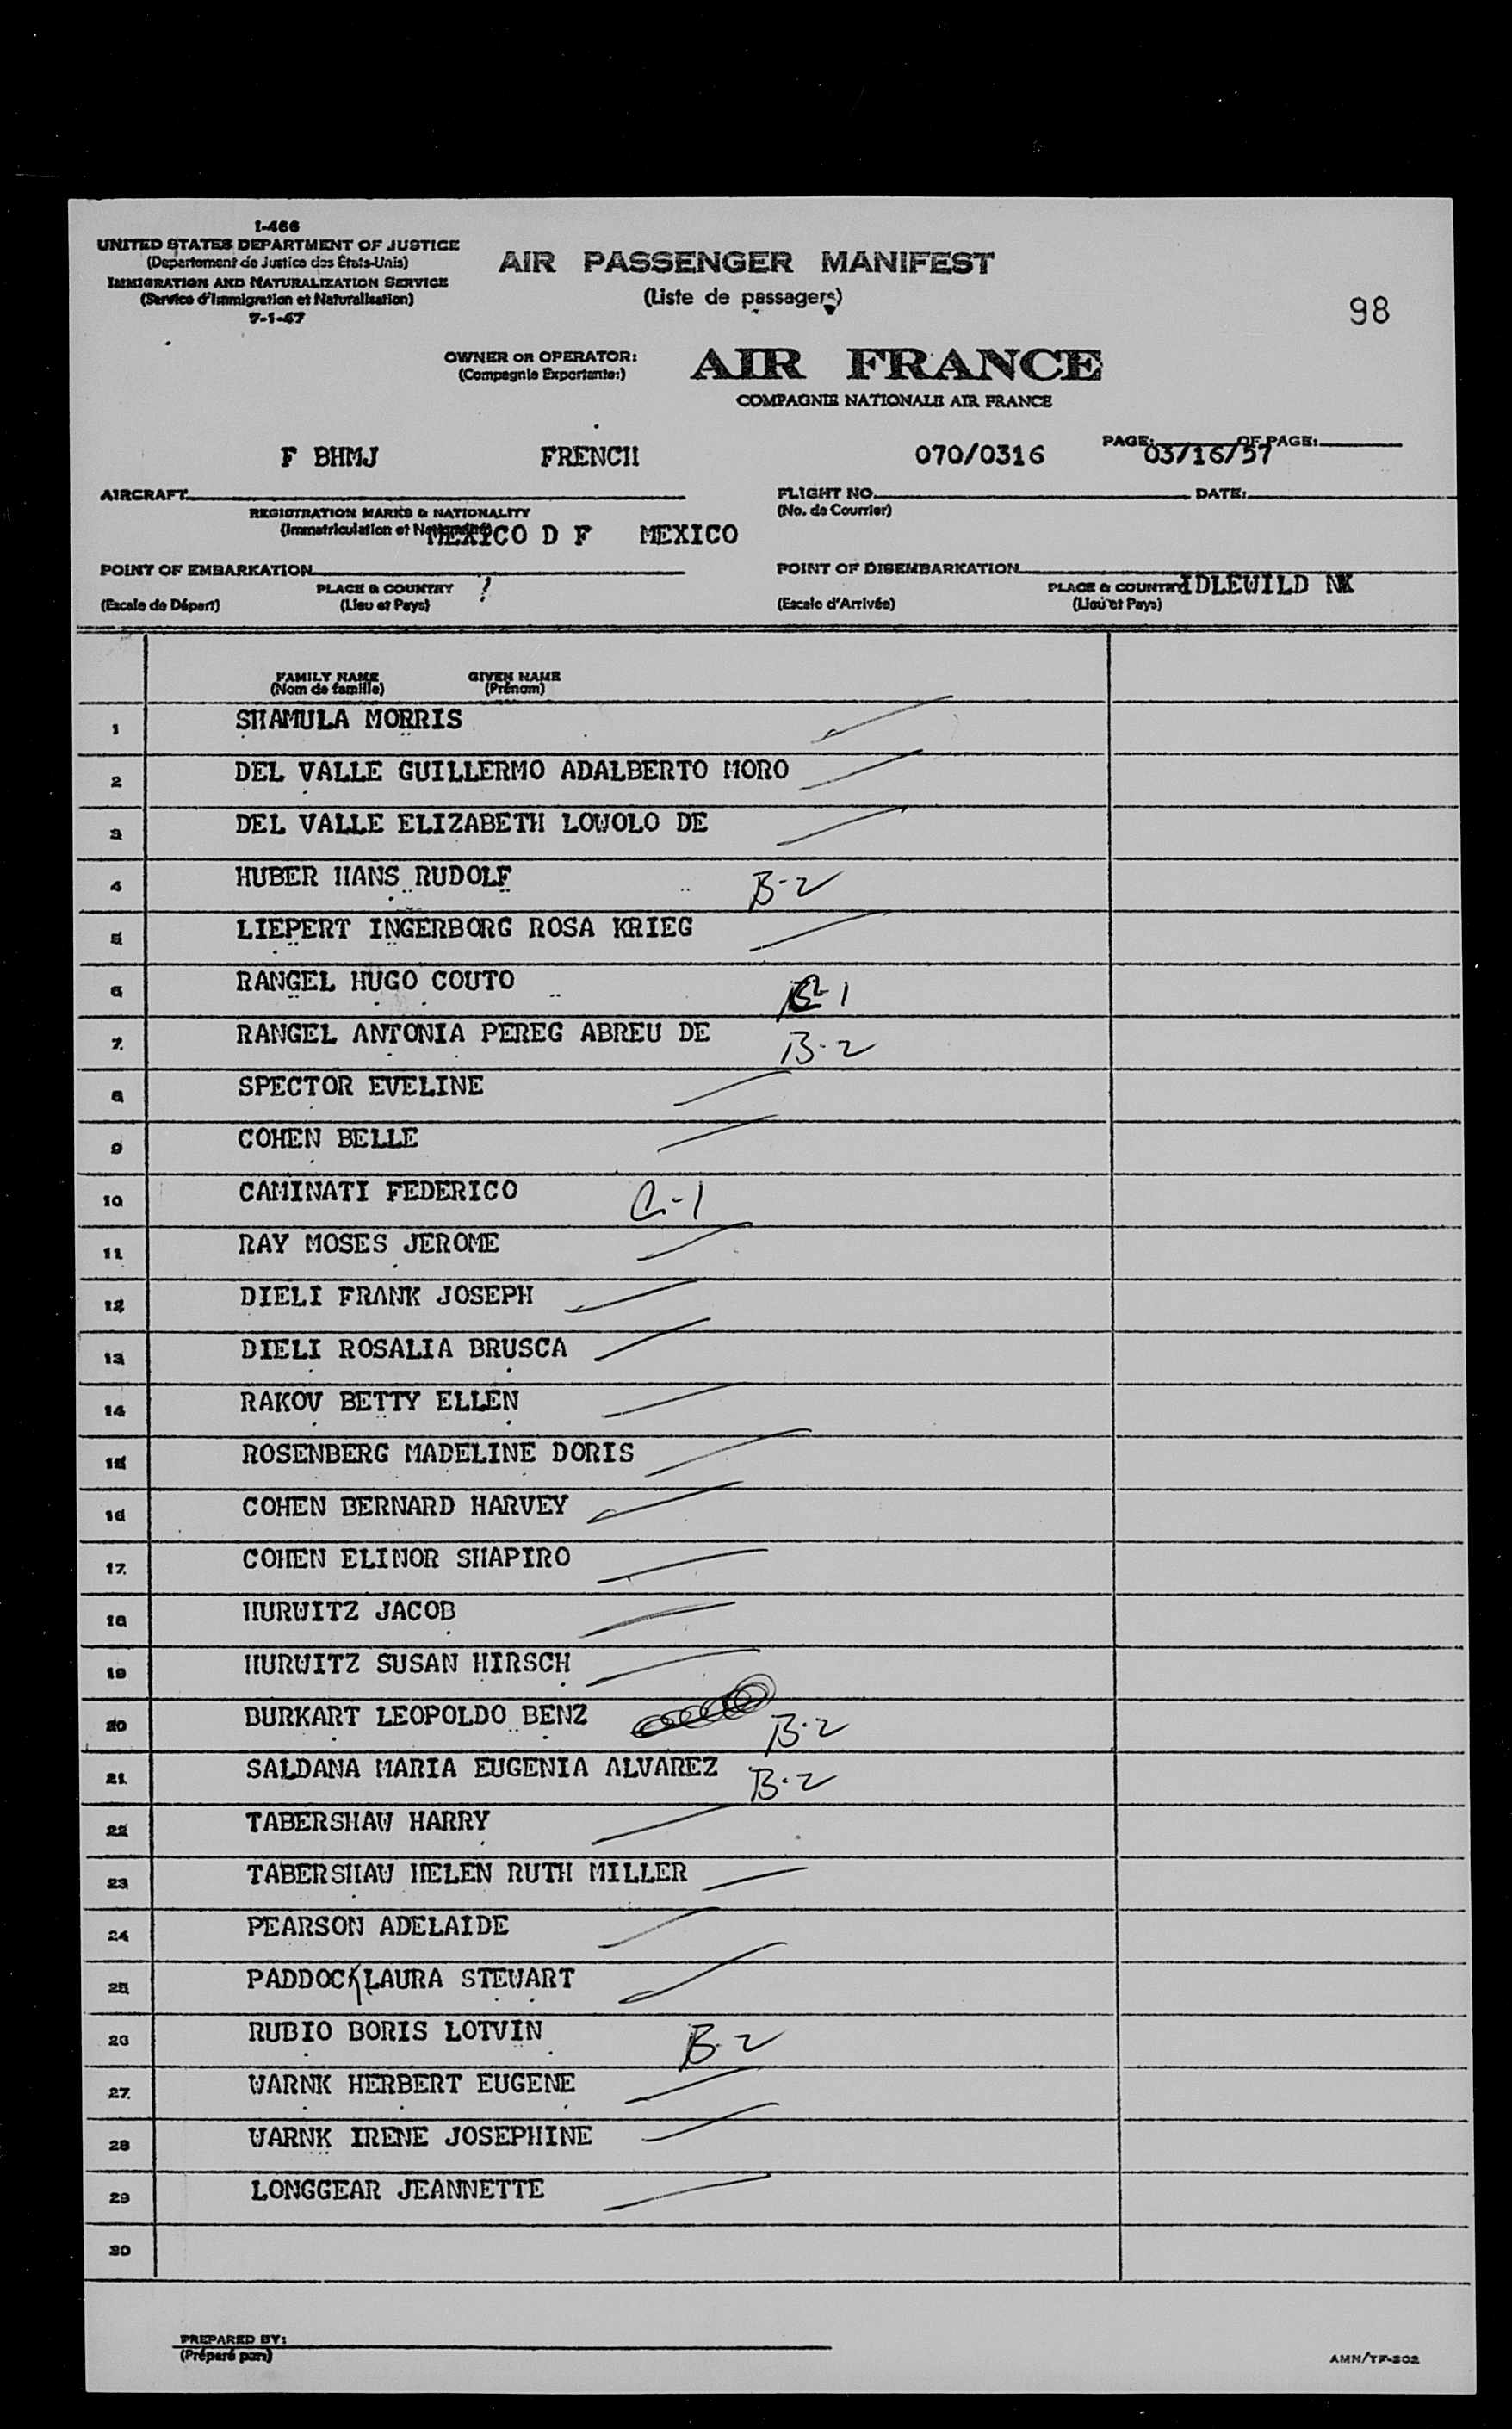 I-466
UNITED STATES DEPARTMENT OF JUSTICE
(Departement de Justice des États-Unis)
IMMIGRATION AND NATURALIZATION SERVICE
(Service d'Immigration et Naturalisation)
7-1-47
AIR PASSENGER MANIFEST
(Liste de passagers)
98
OWNER OR OPERATOR:
(Compagnie Exportante:)
AIR FRANCE
COMPAGNIE NATIONALE AIR FRANCE
PAGE: OF PAGE:
F BHMJ FRENCH 070/0316 03/16/57
AIRCRAFT FLIGHT NO. DATE:
REGISTRATION MARKS & NATIONALITY (No. de Courrier)
(Immatriculation et Nationalité)
MEXICO D F MEXICO
POINT OF EMBARKATION POINT OF DISEMBARKATION
PLACE & COUNTRY PLACE & COUNTRY IDLEWILD
(Escale de Départ) (Lieu et Pays) (Escale d'Arrivée) (Lieu et Pays)
FAMILY NAME GIVEN NAME
(Nom de famille) (Prénom)
1 SHAMULA MORRIS
2 DEL VALLE GUILLERMO ADALBERTO MORO
3 DEL VALLE ELIZABETH LOWOLO DE
4 HUBER HANS RUDOLF B-2
5 LIEPERT INGERBORG ROSA KRIEG
6 RANGEL HUGO COUTO C-1
7. RANGEL ANTONIA PEREG ABREU DE B-2
8 SPECTOR EVELINE
9 COHEN BELLE
10 CAMINATI FEDERICO C-1
11 RAY MOSES JEROME
12 DIELI FRANK JOSEPH
13 DIELI ROSALIA BRUSCA
14 RAKOV BETTY ELLEN
15 ROSENBERG MADELINE DORIS
16 COHEN BERNARD HARVEY
17. COHEN ELINOR SHAPIRO
18 HURWITZ JACOB
19 HURWITZ SUSAN HIRSCH
20 BURKART LEOPOLDO BENZ B-2
21. SALDANA MARIA EUGENIA ALVAREZ B-2
22 TABERSHAW HARRY
23 TABERSHAW HELEN RUTH MILLER
24 PEARSON ADELAIDE
25 PADDOCK LAURA STEWART
26 RUBIO BORIS LOTVIN B-2
27. WARNK HERBERT EUGENE
28 WARNK IRENE JOSEPHINE
29 LONGGEAR JEANNETTE
30
PREPARED BY:
(Préparé par:)
AMN/TF-302